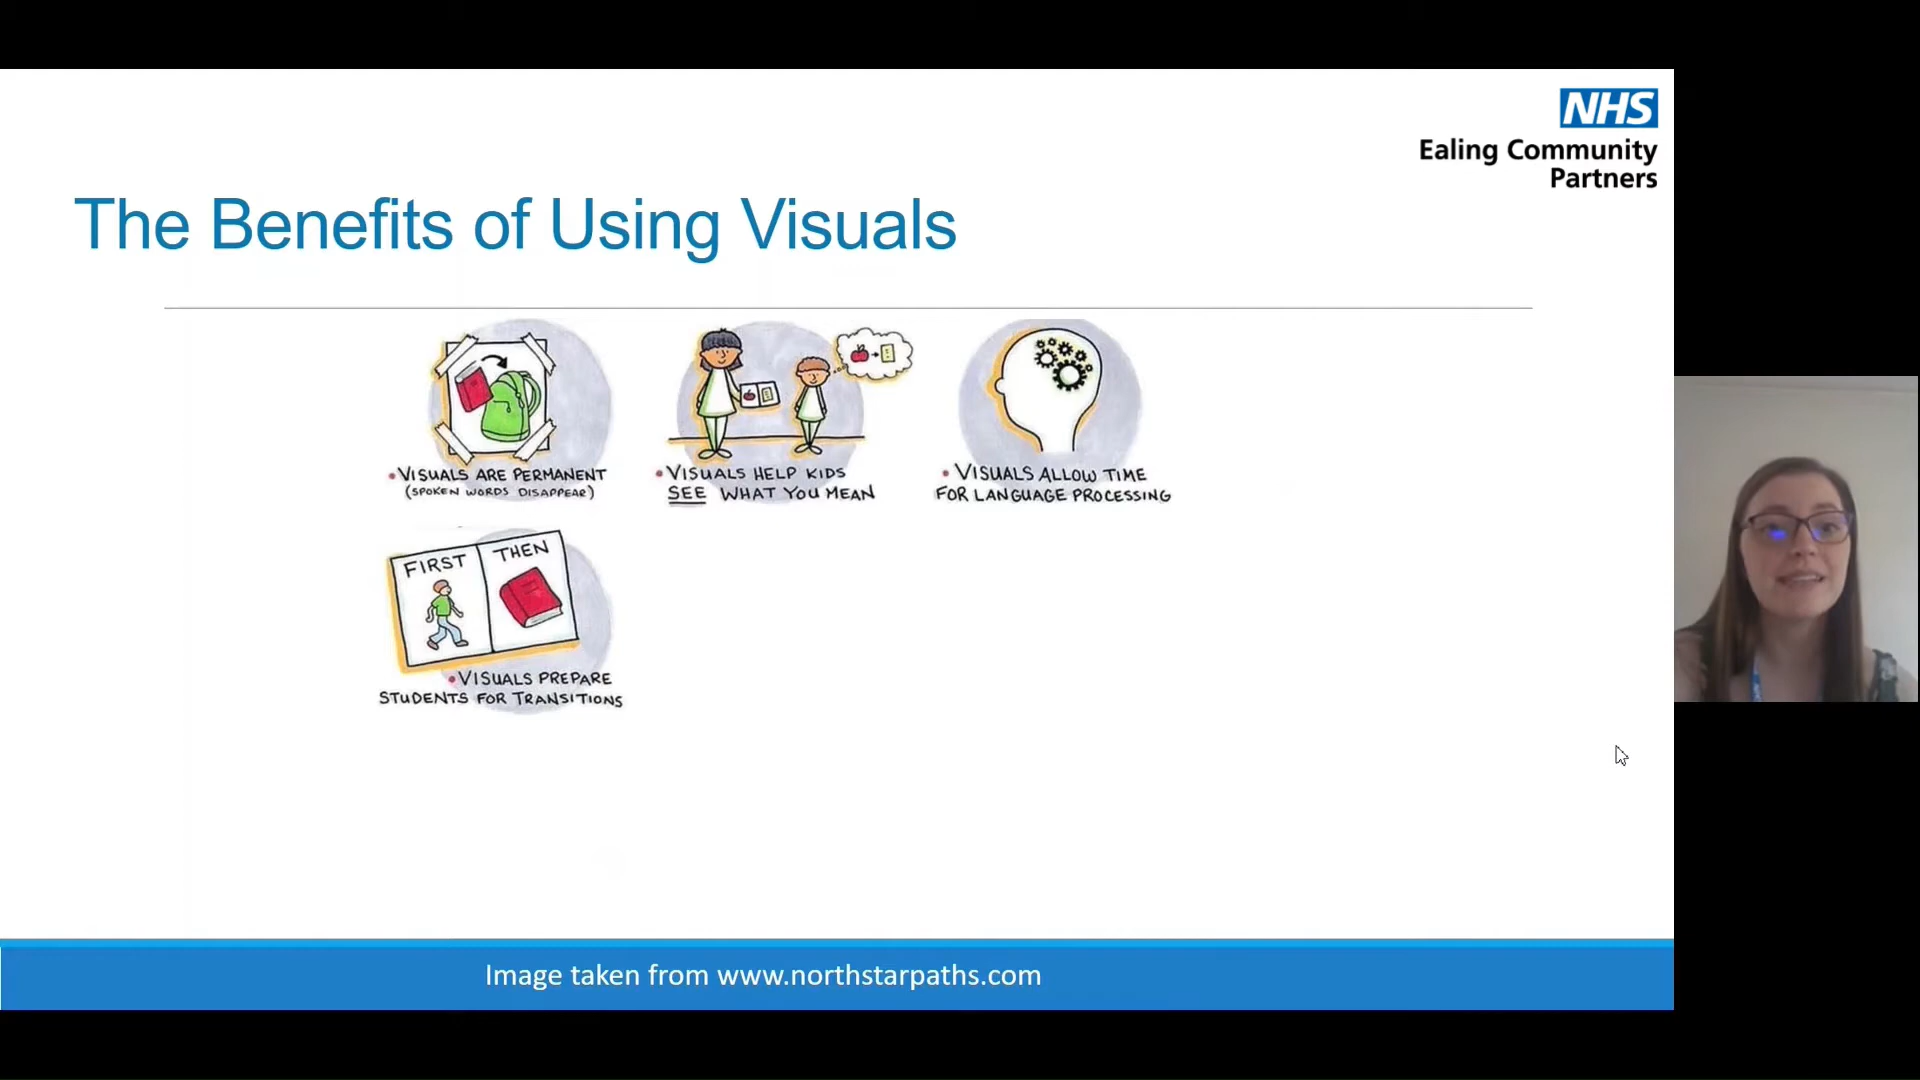 NHS
Ealing Community
Partners
The Benefits of Using Visuals
• VISUALS ARE PERMANENT
(SPOKEN WORDS DISAPPEAR)
• VISUALS HELP KIDS
SEE WHAT YOU MEAN
• VISUALS ALLOW TIME
FOR LANGUAGE PROCESSING
FIRST THEN
• VISUALS PREPARE
STUDENTS FOR TRANSITIONS
Image taken from www.northstarpaths.com